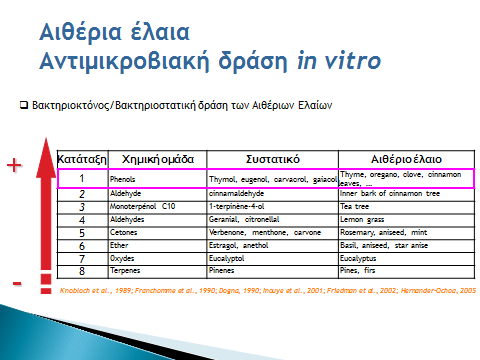 Αιθέρια έλαια
Αντιμικροβιακή δράση in vitro
Βακτηριοκτόνος/Βακτηριοστατική δράση των Αιθέριων Ελαίων
Κατάταξη Χημική ομάδα Συστατικό Αιθέριο έλαιο
1 Phenols Thymol, eugenol, carvacrol, gaiacol Thyme, oregano, clove, cinnamon
leaves, …
2 Aldehyde cinnamaldehyde Inner bark of cinnamon tree
3 Monoterpénol C10 1-terpinène-4-ol Tea tree
4 Aldehydes Geranial, citronellal Lemon grass
5 Cetones Verbenone, menthone, carvone Rosemary, aniseed, mint
6 Ether Estragol, anethol Basil, aniseed, star anise
7 Oxydes Eucalyptol Eucalyptus
8 Terpenes Pinenes Pines, firs
+
-
Knobloch et al., 1989; Franchomme et al., 1990; Dogna, 1990; Inouye et al., 2001; Friedman et al., 2002; Hernander-Ochoa, 2005